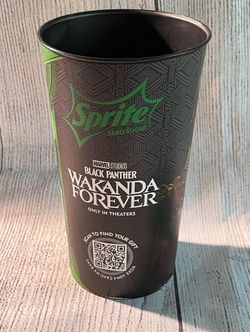 Sprite
ZERO SUGAR
MARVEL STUDIOS
BLACK PANTHER
WAKANDA
FOREVER
ONLY IN THEATERS
SCAN TO FIND YOUR GIFT